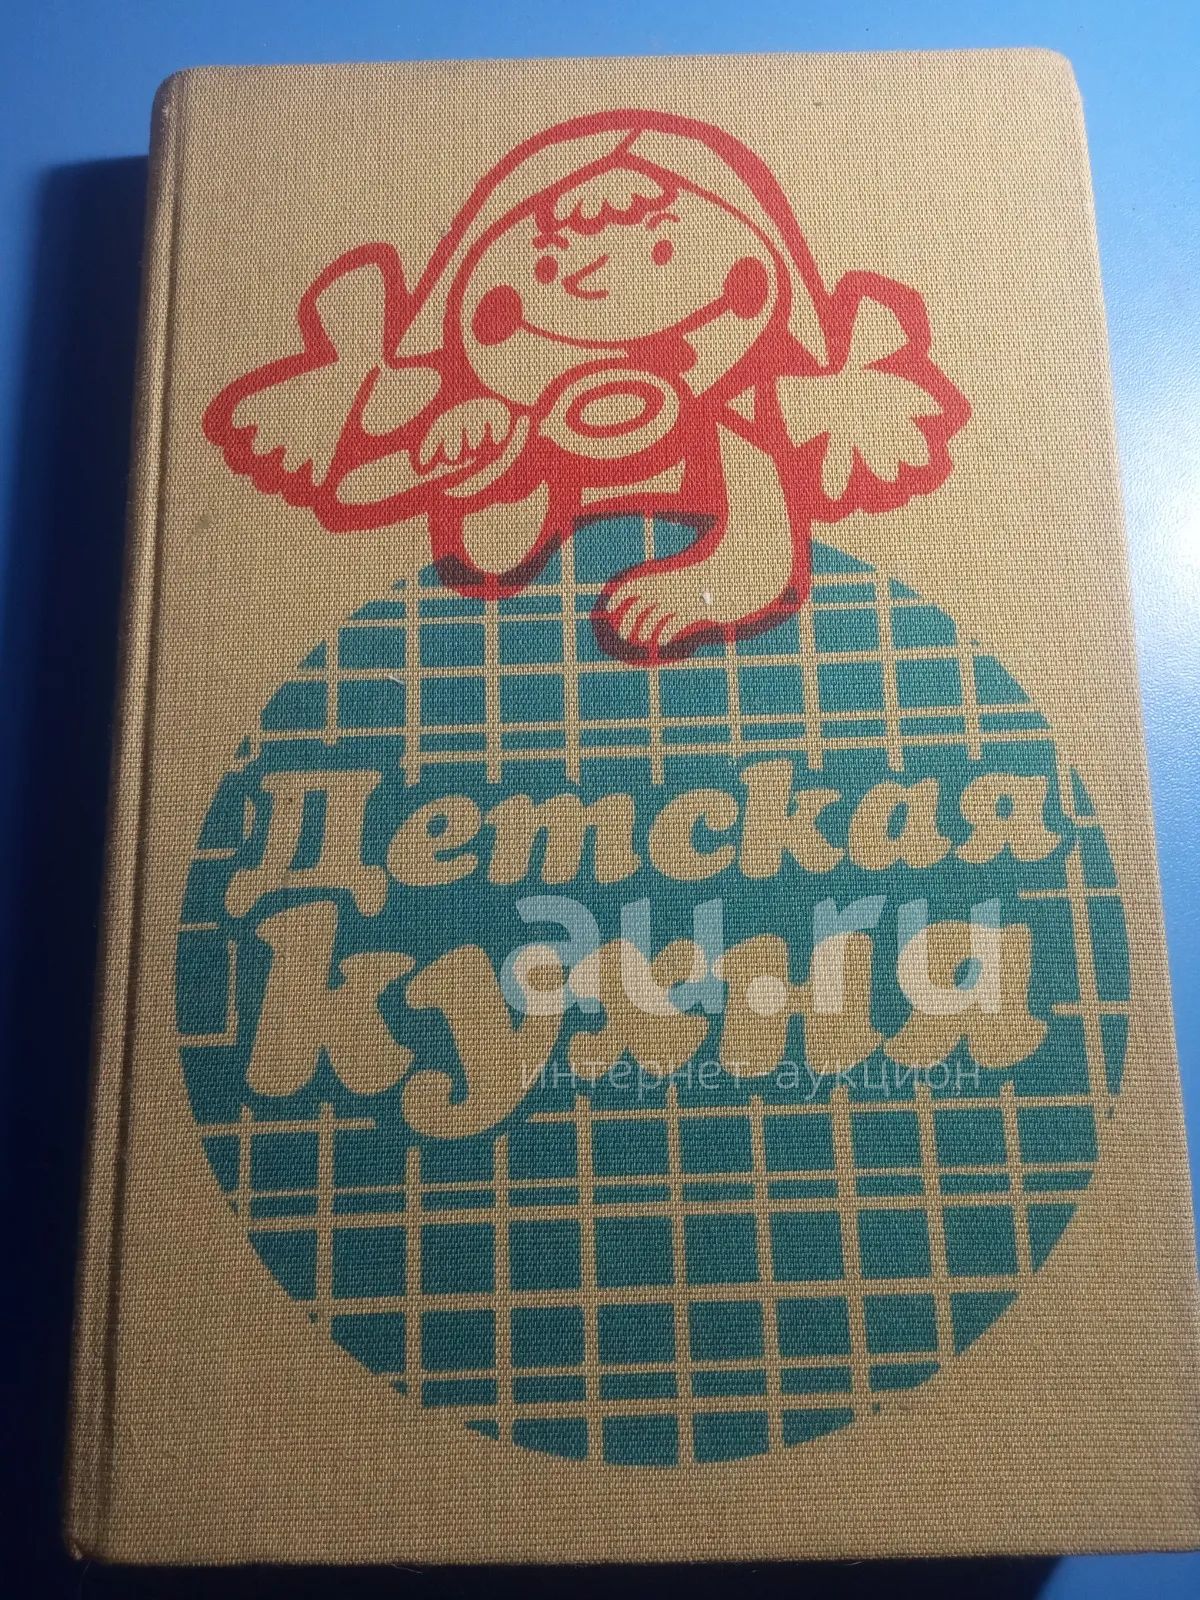 Детская
кухня
au.ru
интернет аукцион